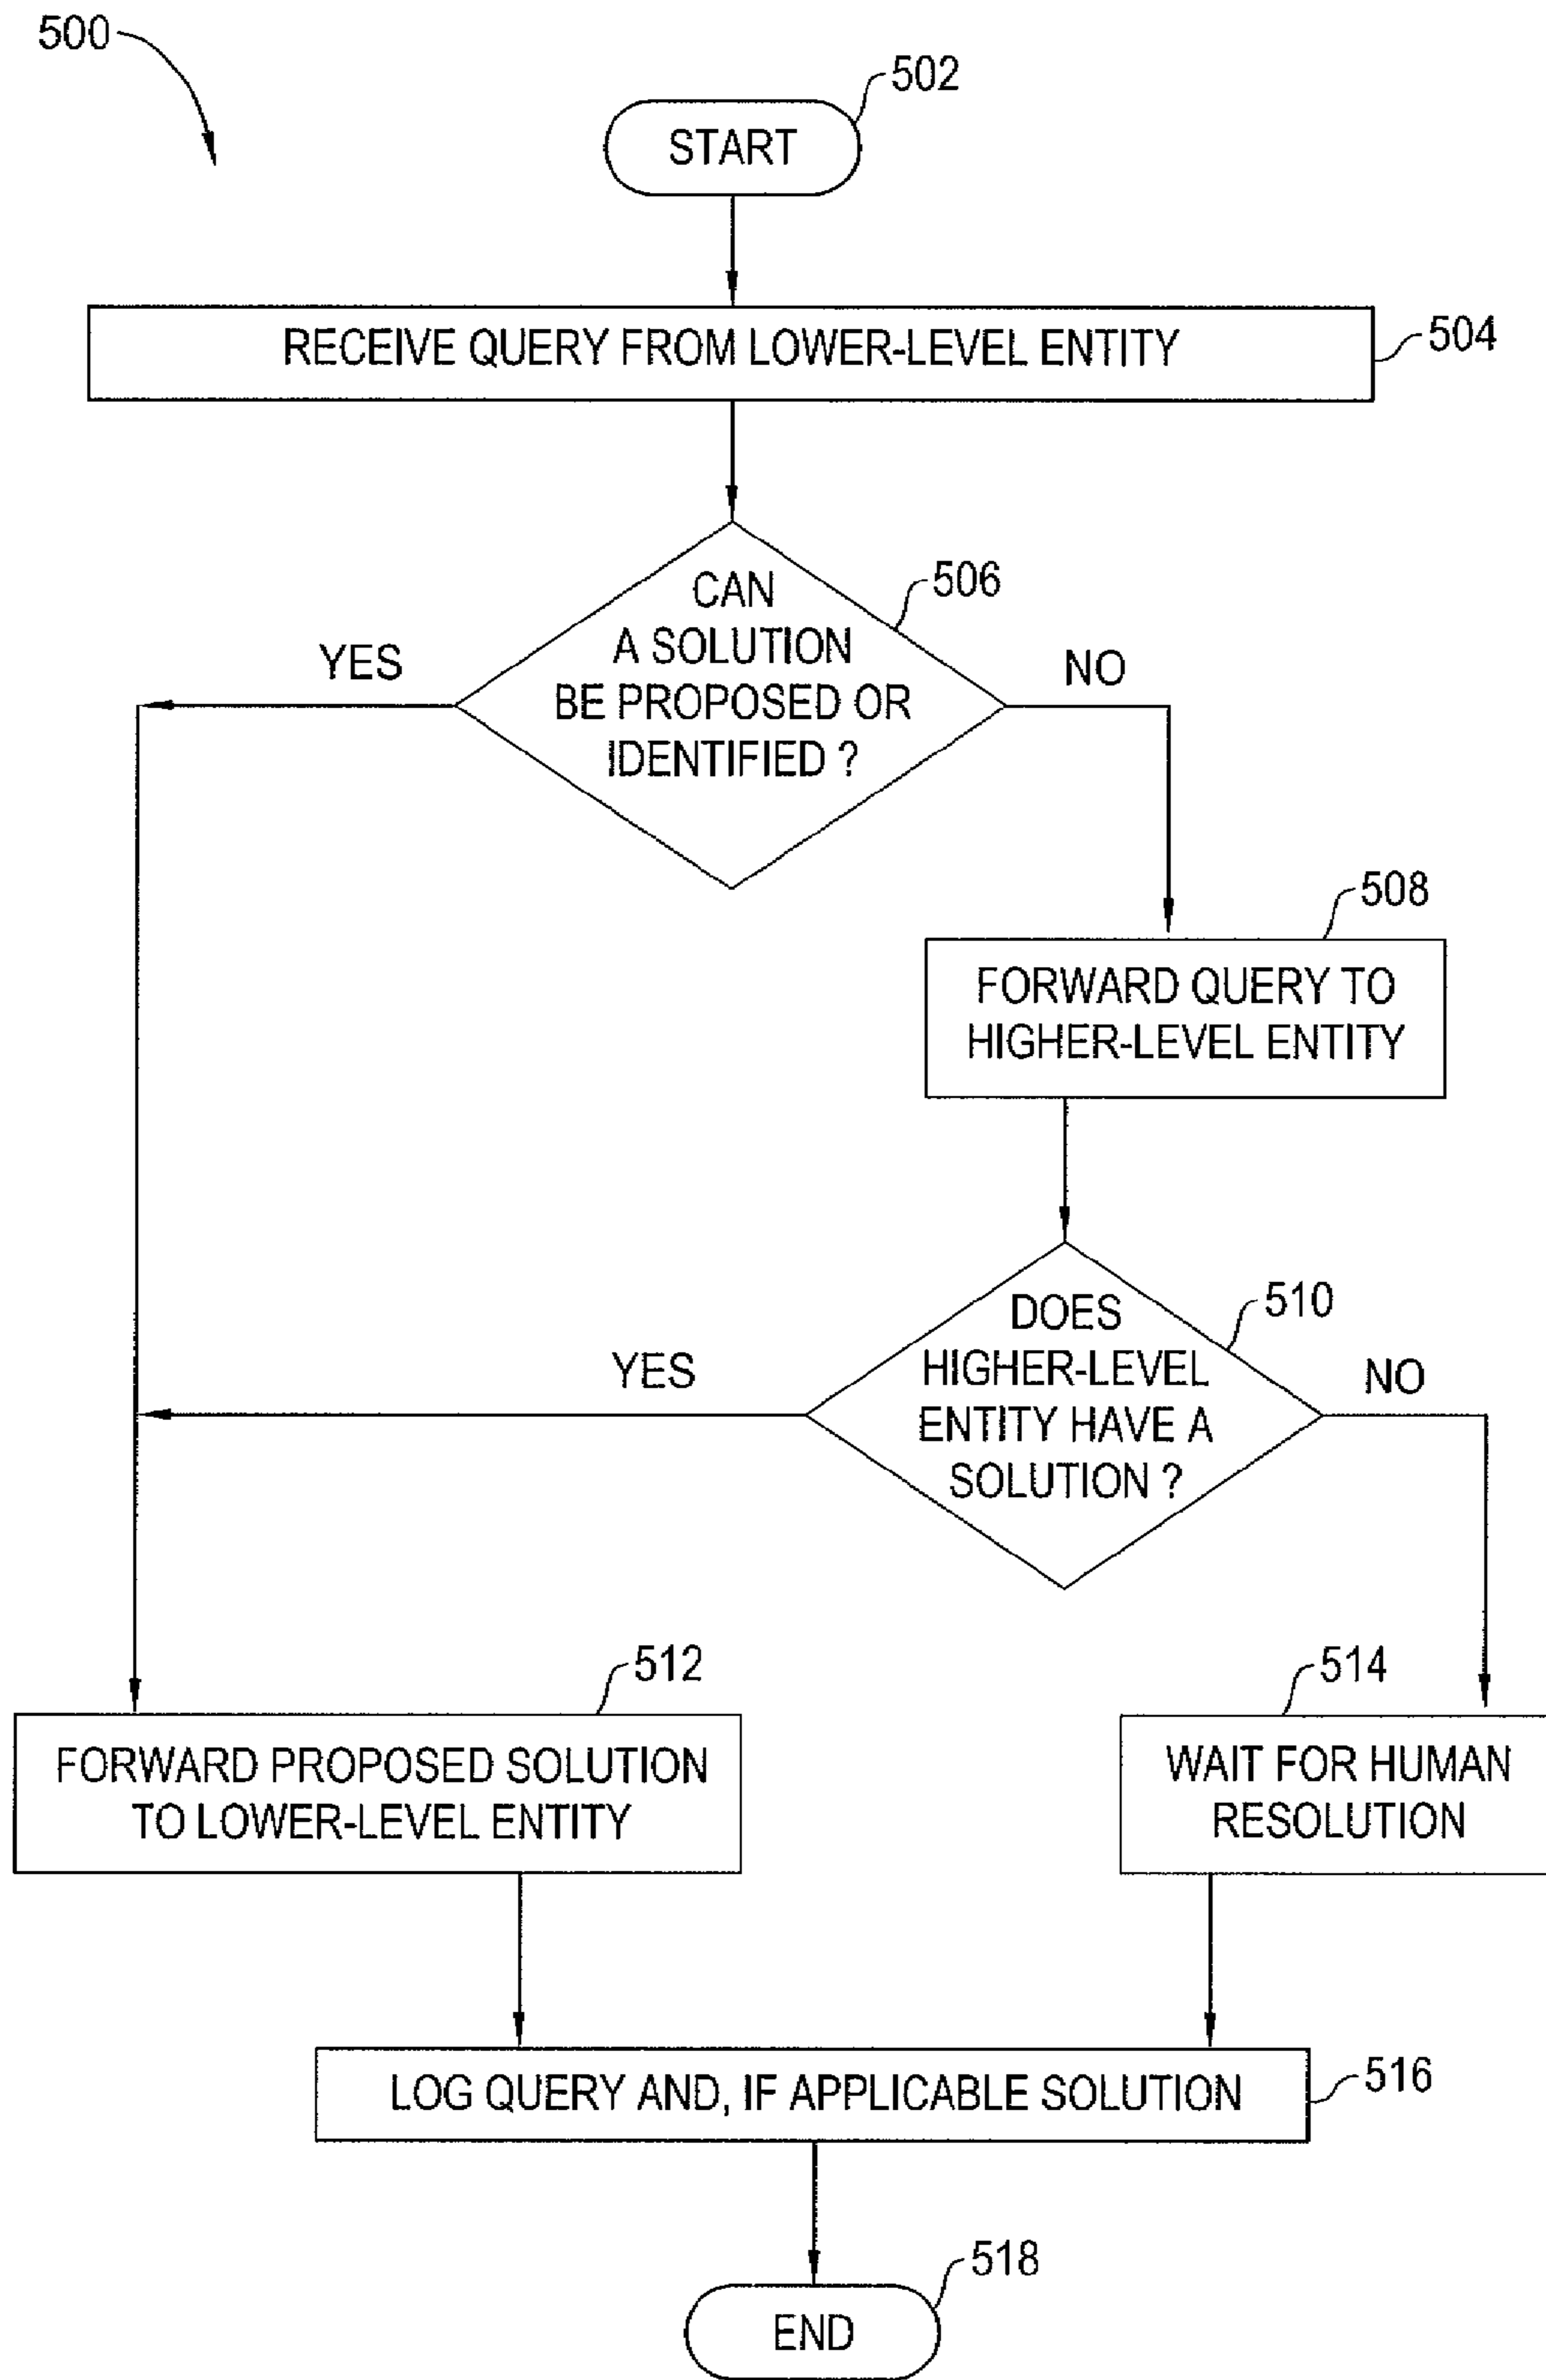 500
502
START
RECEIVE QUERY FROM LOWER-LEVEL ENTITY
504
506
CAN
A SOLUTION
BE PROPOSED OR
IDENTIFIED ?
YES
NO
508
FORWARD QUERY TO
HIGHER-LEVEL ENTITY
510
DOES
HIGHER-LEVEL
ENTITY HAVE A
SOLUTION ?
YES
NO
512
FORWARD PROPOSED SOLUTION
TO LOWER-LEVEL ENTITY
514
WAIT FOR HUMAN
RESOLUTION
LOG QUERY AND, IF APPLICABLE SOLUTION
516
518
END